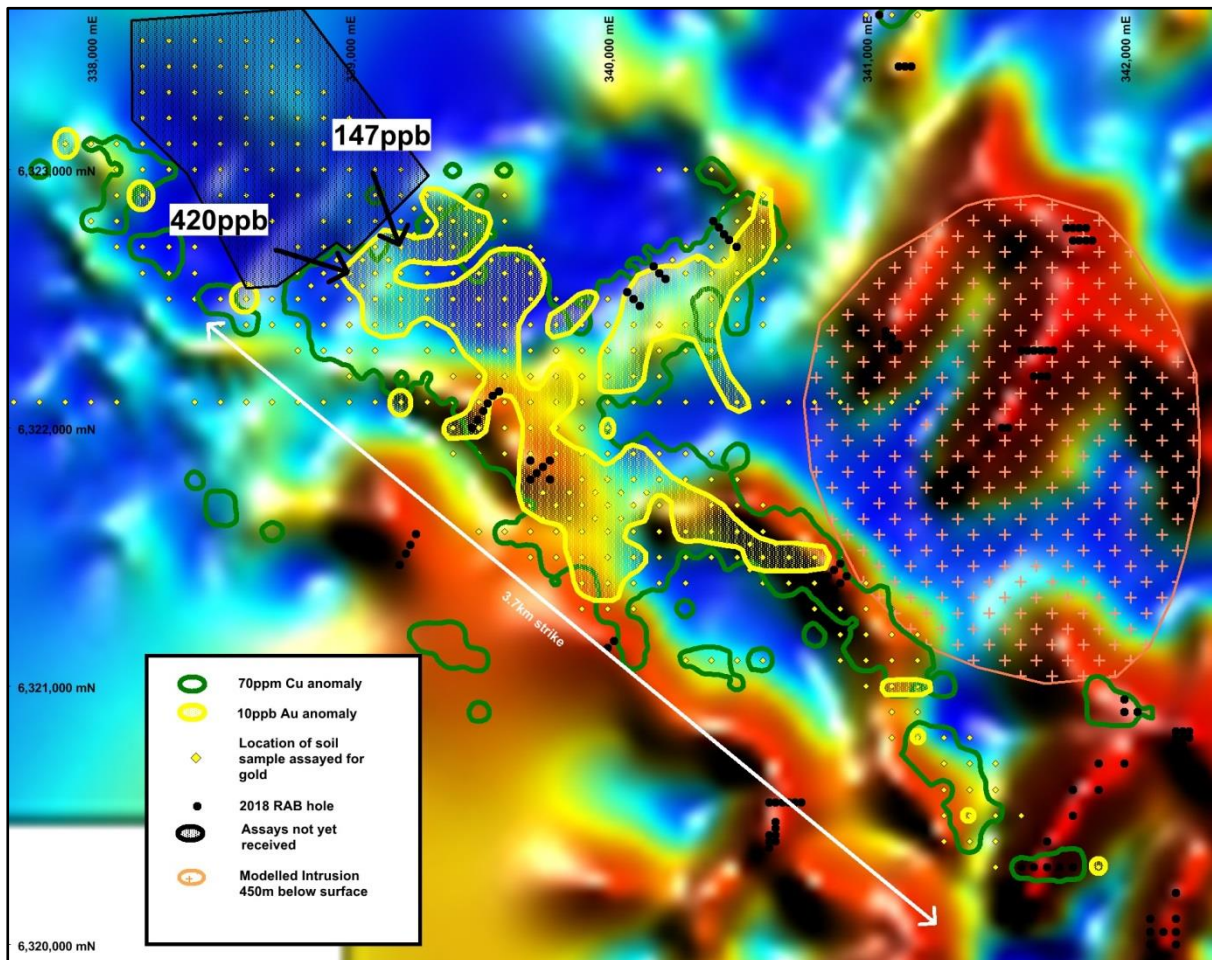 338,000 mE
339,000 mE
340,000 mE
341,000 mE
342,000 mE
147ppb
6,323,000 mN
420ppb
6,322,000 mN
3.7km strike
6,321,000 mN
70ppm Cu anomaly
10ppb Au anomaly
Location of soil
sample assayed for
gold
2018 RAB hole
Assays not yet
received
Modelled Intrusion
450m below surface
6,320,000 mN